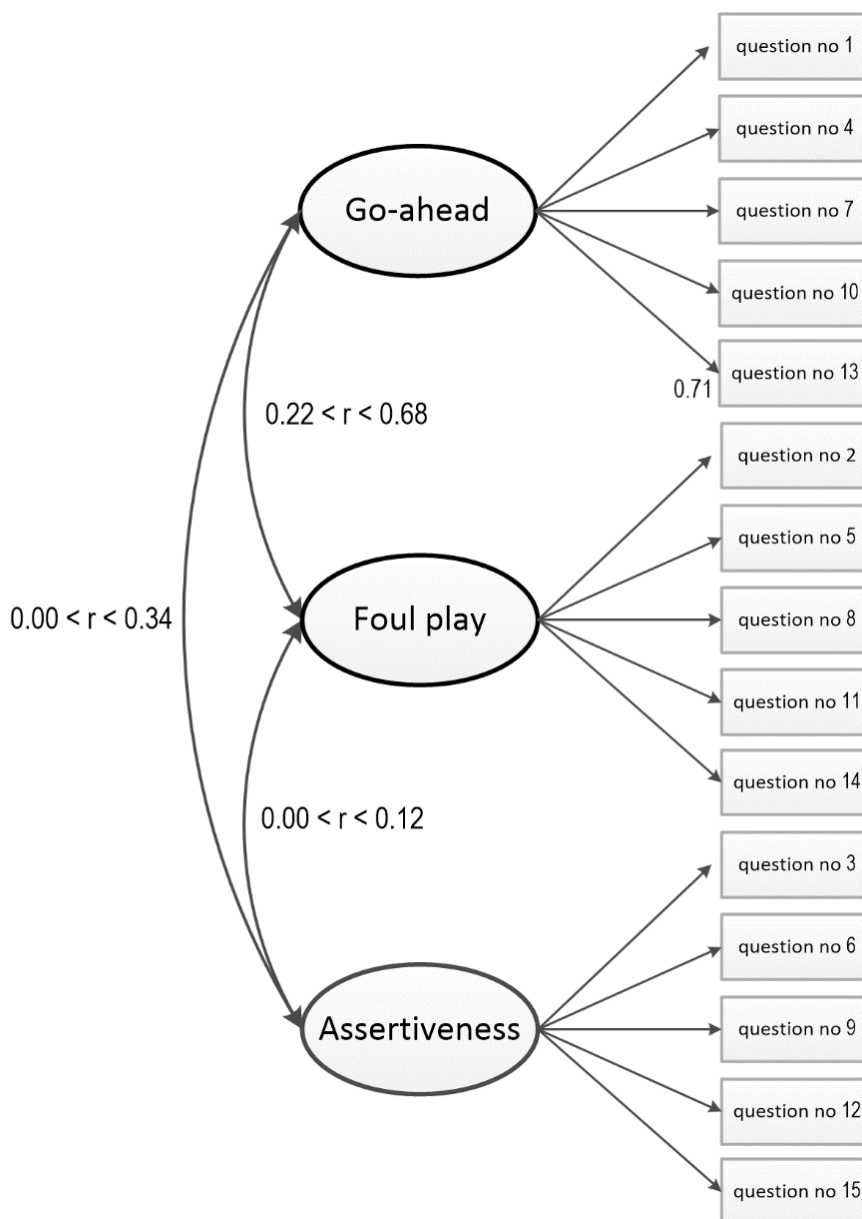 question no 1
question no 4
Go-ahead
question no 7
question no 10
question no 13
0.71
0.22 < r < 0.68
question no 2
question no 5
0.00 < r < 0.34
Foul play
question no 8
question no 11
question no 14
0.00 < r < 0.12
question no 3
question no 6
Assertiveness
question no 9
question no 12
question no 15